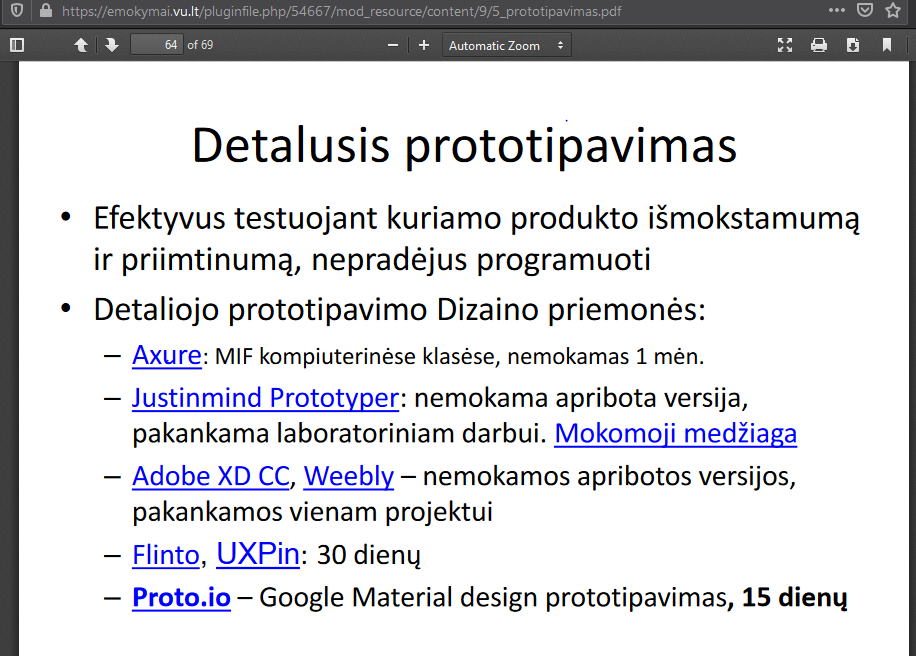 https://emokymai.vu.lt/pluginfile.php/54667/mod_resource/content/9/5_prototipavimas.pdf
64 of 69
Automatic Zoom
Detalusis prototipavimas
• Efektyvus testuojant kuriamo produkto išmokstamumą
ir priimtinumą, nepradėjus programuoti
• Detaliojo prototipavimo Dizaino priemonės:
– Axure: MIF kompiuterinėse klasėse, nemokamas 1 mėn.
– Justinmind Prototyper: nemokama apribota versija,
pakankama laboratoriniam darbui. Mokomoji medžiaga
– Adobe XD CC, Weebly – nemokamos apribotos versijos,
pakankamos vienam projektui
– Flinto, UXPin: 30 dienų
– Proto.io – Google Material design prototipavimas, 15 dienų